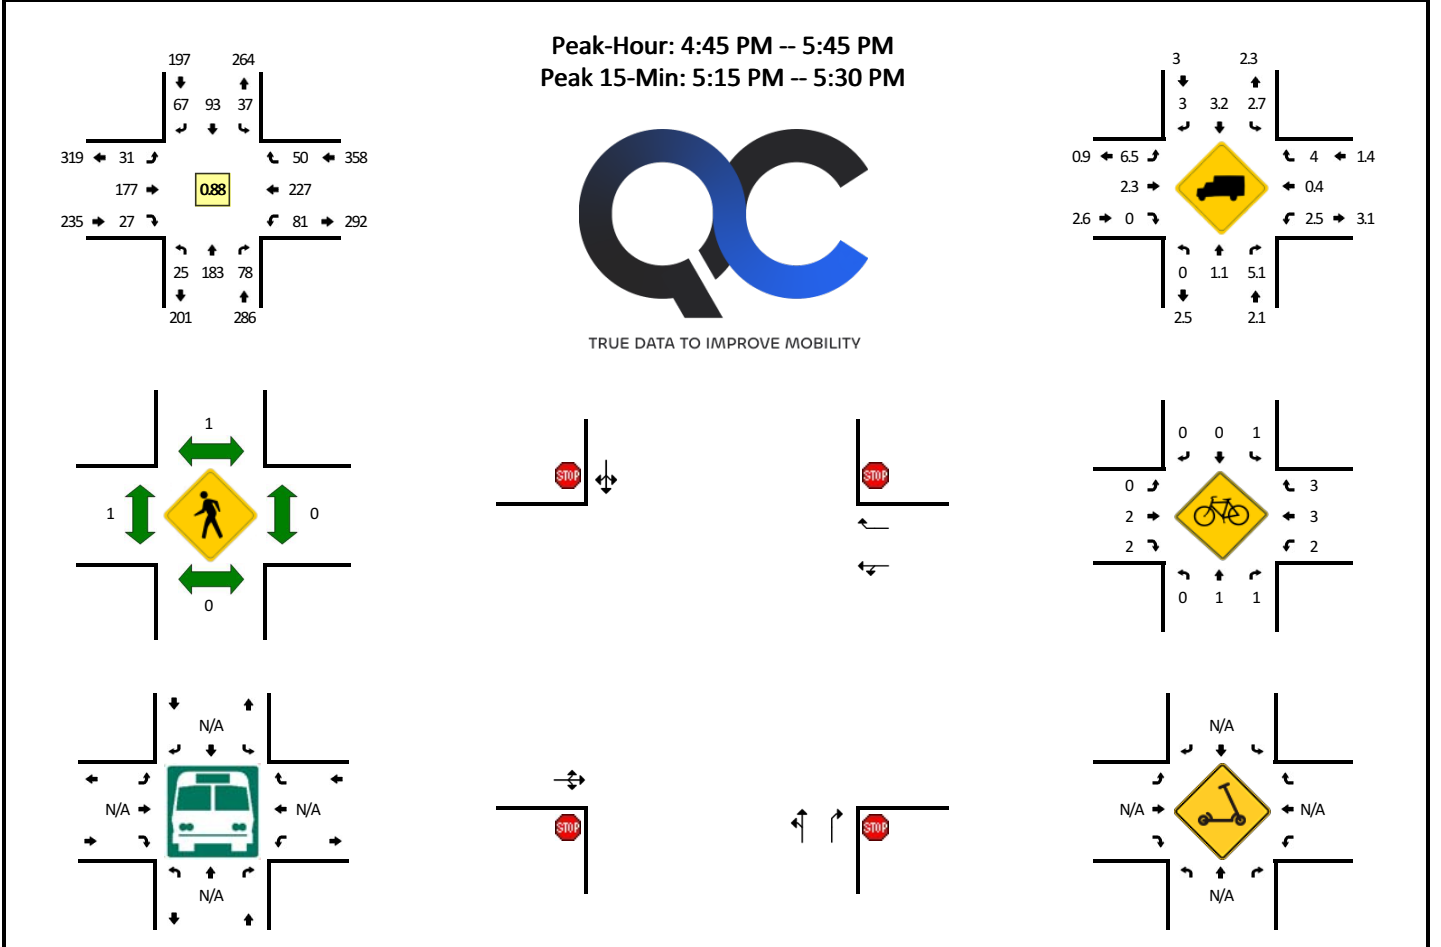 Peak-Hour: 4:45 PM -- 5:45 PM
Peak 15-Min: 5:15 PM -- 5:30 PM
197 264
67 93 37
319 31 50 358
177 0.88 227
235 27 81 292
25 183 78
201 286
TRUE DATA TO IMPROVE MOBILITY
3 2.3
3 3.2 2.7
0.9 6.5 4 1.4
2.3 0.4
2.6 0 2.5 3.1
0 1.1 5.1
2.5 2.1
1
1 0
0
STOP STOP
STOP STOP
0 0 1
0 3
2 3
2 2
0 1 1
N/A
N/A N/A
N/A
N/A
N/A N/A
N/A